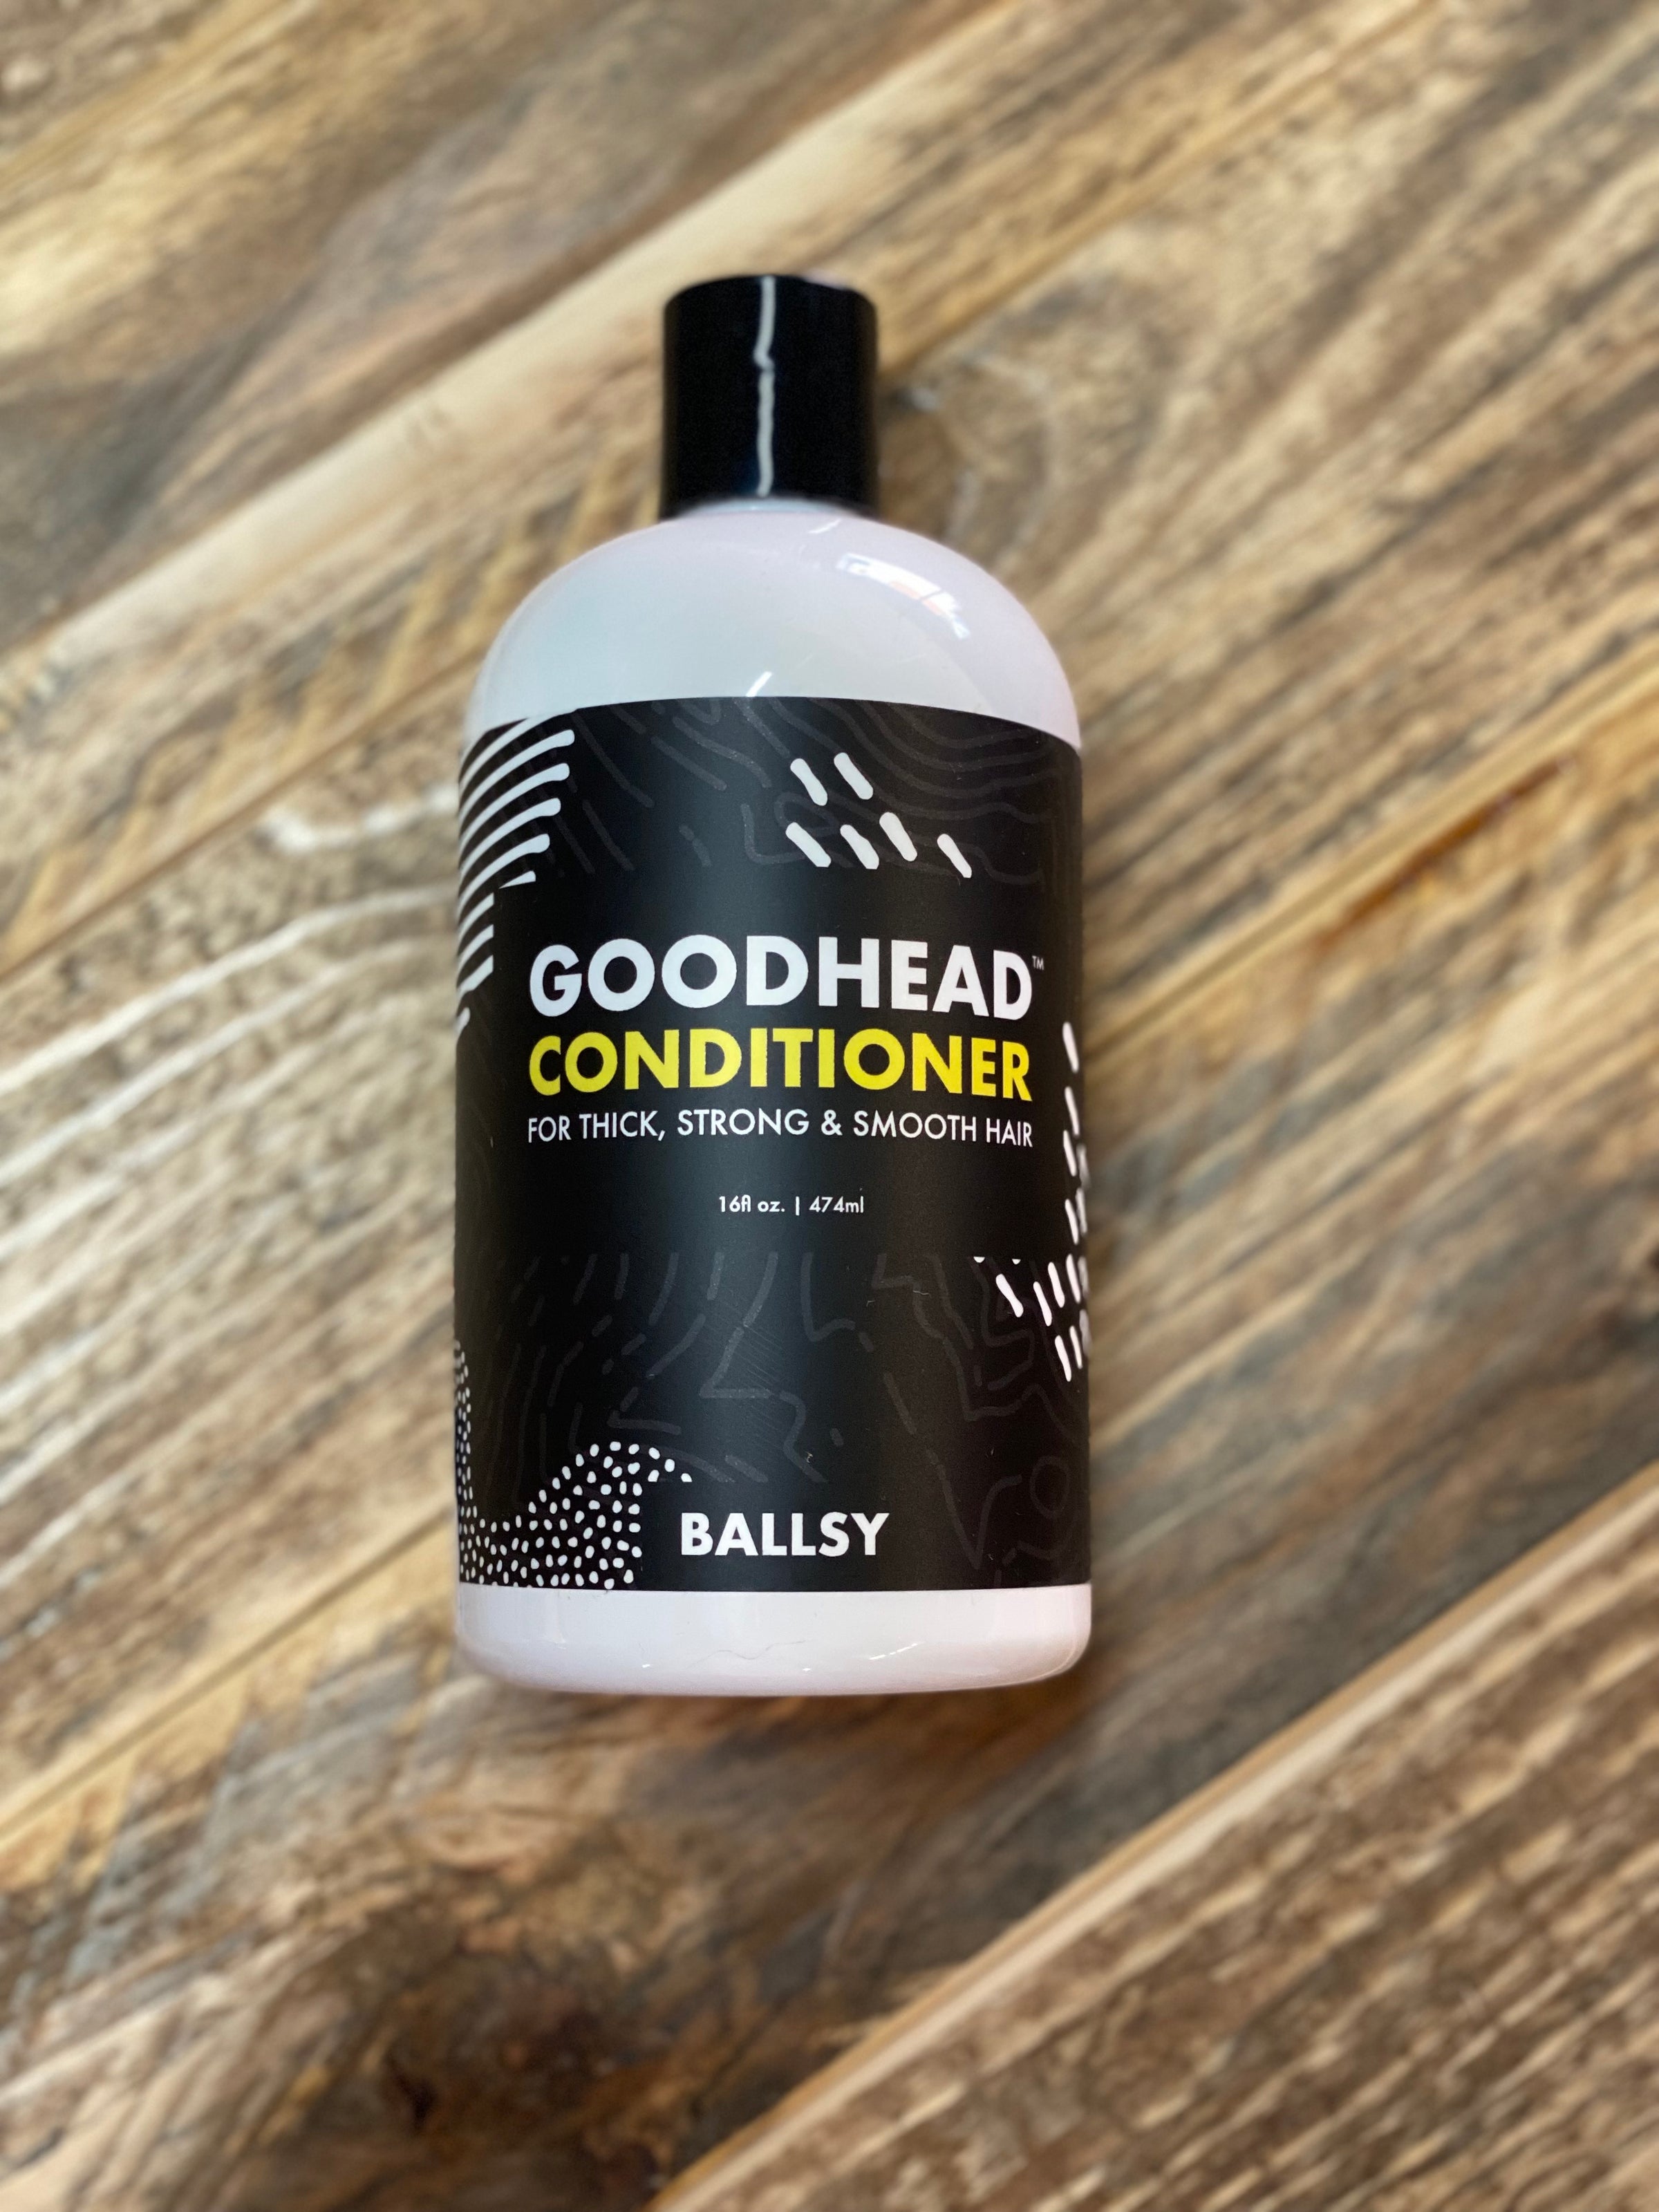 GOODHEAD™
CONDITIONER
FOR THICK, STRONG & SMOOTH HAIR
16fl oz. | 474ml
BALLSY